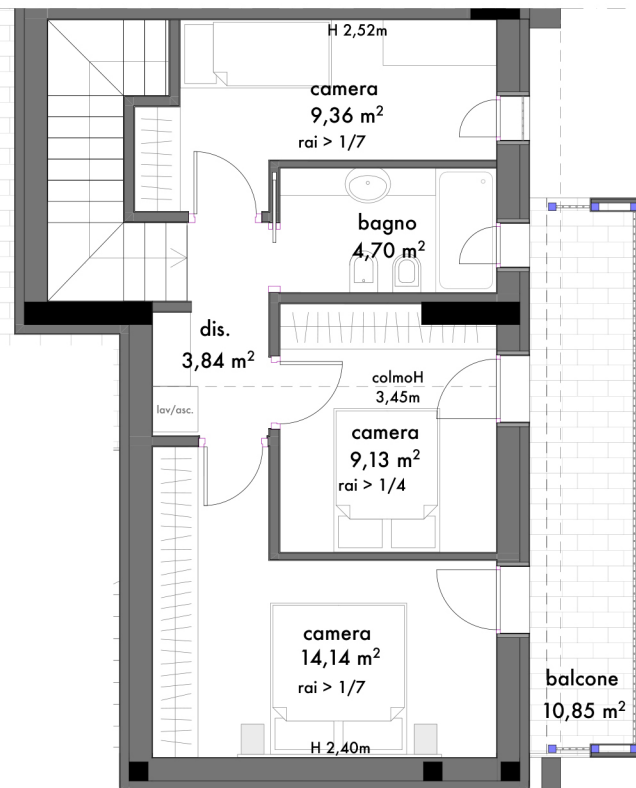 H 2,52m
camera
9,36 m²
rai > 1/7
bagno
4,70 m²
dis.
3,84 m²
colmoH
3,45m
lav/asc.
camera
9,13 m²
rai > 1/4
camera
14,14 m²
rai > 1/7
H 2,40m
balcone
10,85 m²